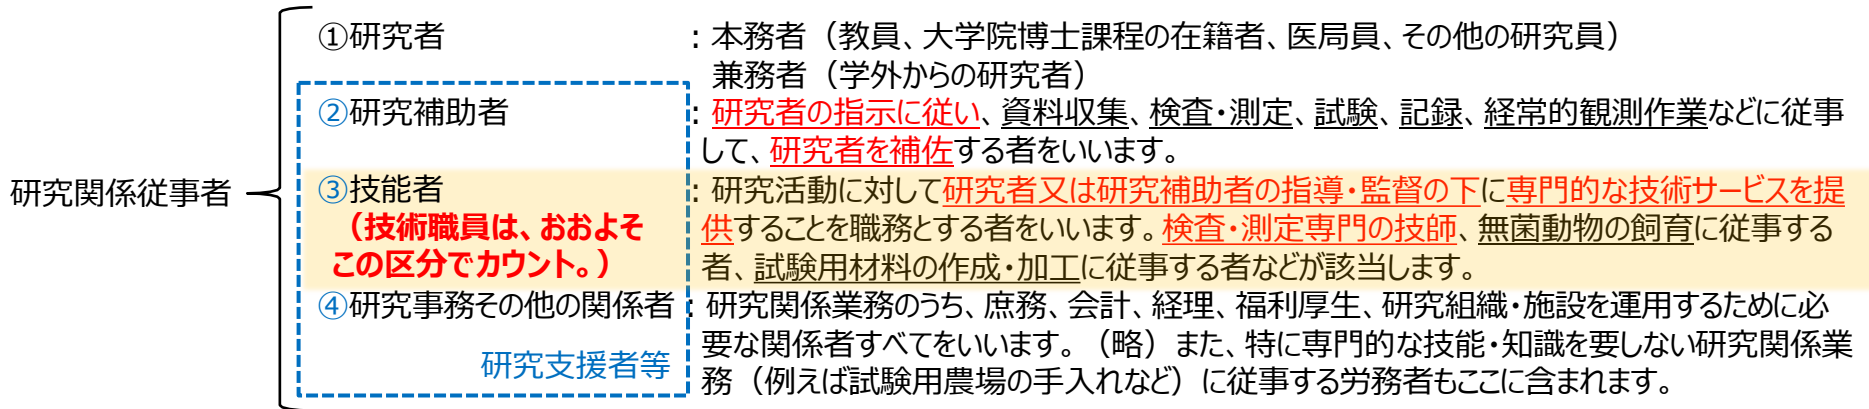 ①研究者 :本務者（教員、大学院博士課程の在籍者、医局員、その他の研究員）
兼務者（学外からの研究者）
②研究補助者 :研究者の指示に従い、資料収集、検査・測定、試験、記録、経常的観測作業などに従事
して、研究者を補佐する者をいいます。
研究関係従事者
③技能者 :研究活動に対して研究者又は研究補助者の指導・監督の下に専門的な技術サービスを提
（技術職員は、おおよそ
供することを職務とする者をいいます。検査・測定専門の技師、無菌動物の飼育に従事する
この区分でカウント。）
者、試験用材料の作成・加工に従事する者などが該当します。
④研究事務その他の関係者:研究関係業務のうち、庶務、会計、経理、福利厚生、研究組織・施設を運用するために必
要な関係者すべてをいいます。（略）また、特に専門的な技能・知識を要しない研究関係業
研究支援者等
務（例えば試験用農場の手入れなど）に従事する労務者もここに含まれます。